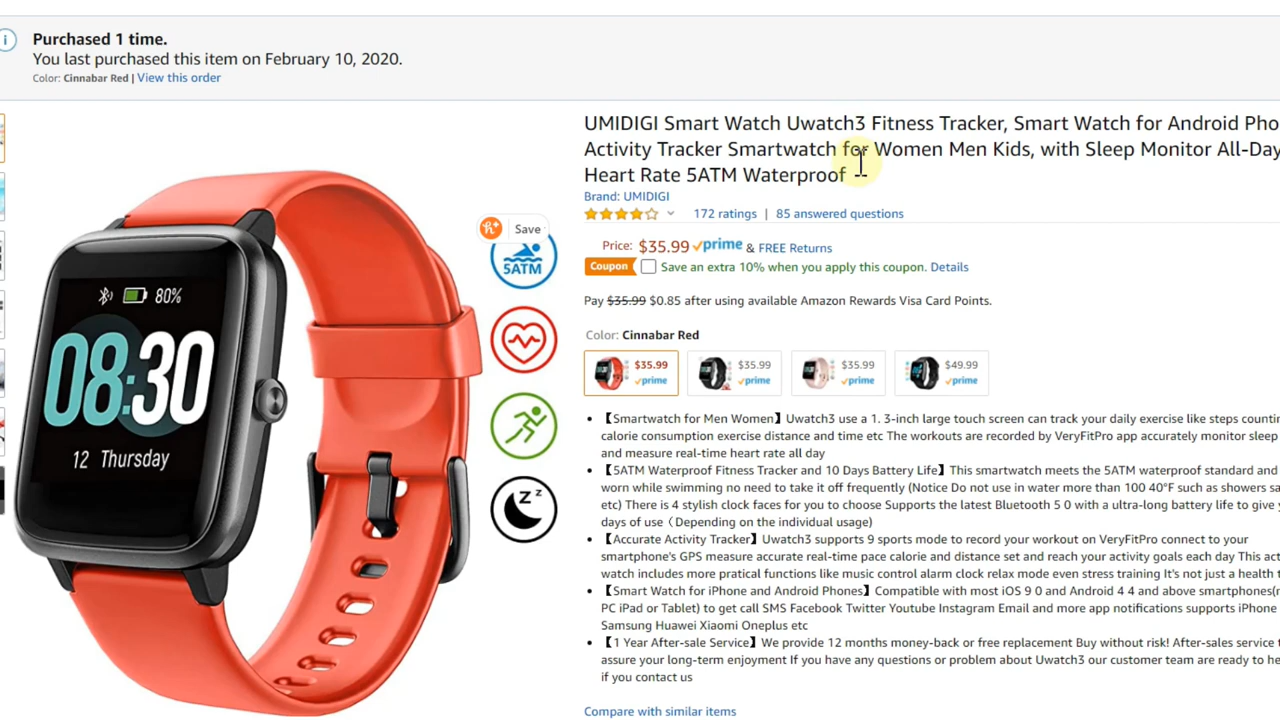 Purchased 1 time.
You last purchased this item on February 10, 2020.
Color: Cinnabar Red | View this order
UMIDIGI Smart Watch Uwatch3 Fitness Tracker, Smart Watch for Android Pho
Activity Tracker Smartwatch for Women Men Kids, with Sleep Monitor All-Day
Heart Rate 5ATM Waterproof
Brand: UMIDIGI
172 ratings | 85 answered questions
Save
Price: $35.99 prime & FREE Returns
Coupon Save an extra 10% when you apply this coupon. Details
5ATM
Pay $35.99 $0.85 after using available Amazon Rewards Visa Card Points.
80%
08:30
12 Thursday
Color: Cinnabar Red
$35.99 prime
$35.99 prime
$35.99 prime
$49.99 prime
Z Z
【Smartwatch for Men Women】Uwatch3 use a 1. 3-inch large touch screen can track your daily exercise like steps counti
calorie consumption exercise distance and time etc The workouts are recorded by VeryFitPro app accurately monitor sleep
and measure real-time heart rate all day
【5ATM Waterproof Fitness Tracker and 10 Days Battery Life】This smartwatch meets the 5ATM waterproof standard and
worn while swimming no need to take it off frequently (Notice Do not use in water more than 100 40°F such as showers sa
etc) There is 4 stylish clock faces for you to choose Supports the latest Bluetooth 5 0 with a ultra-long battery life to give y
days of use（Depending on the individual usage)
【Accurate Activity Tracker】Uwatch3 supports 9 sports mode to record your workout on VeryFitPro connect to your
smartphone's GPS measure accurate real-time pace calorie and distance set and reach your activity goals each day This act
watch includes more pratical functions like music control alarm clock relax mode even stress training It's not just a health t
【Smart Watch for iPhone and Android Phones】Compatible with most iOS 9 0 and Android 4 4 and above smartphones(n
PC iPad or Tablet) to get call SMS Facebook Twitter Youtube Instagram Email and more app notifications supports iPhone
Samsung Huawei Xiaomi Oneplus etc
【1 Year After-sale Service】We provide 12 months money-back or free replacement Buy without risk! After-sales service t
assure your long-term enjoyment If you have any questions or problem about Uwatch3 our customer team are ready to he
if you contact us
Compare with similar items